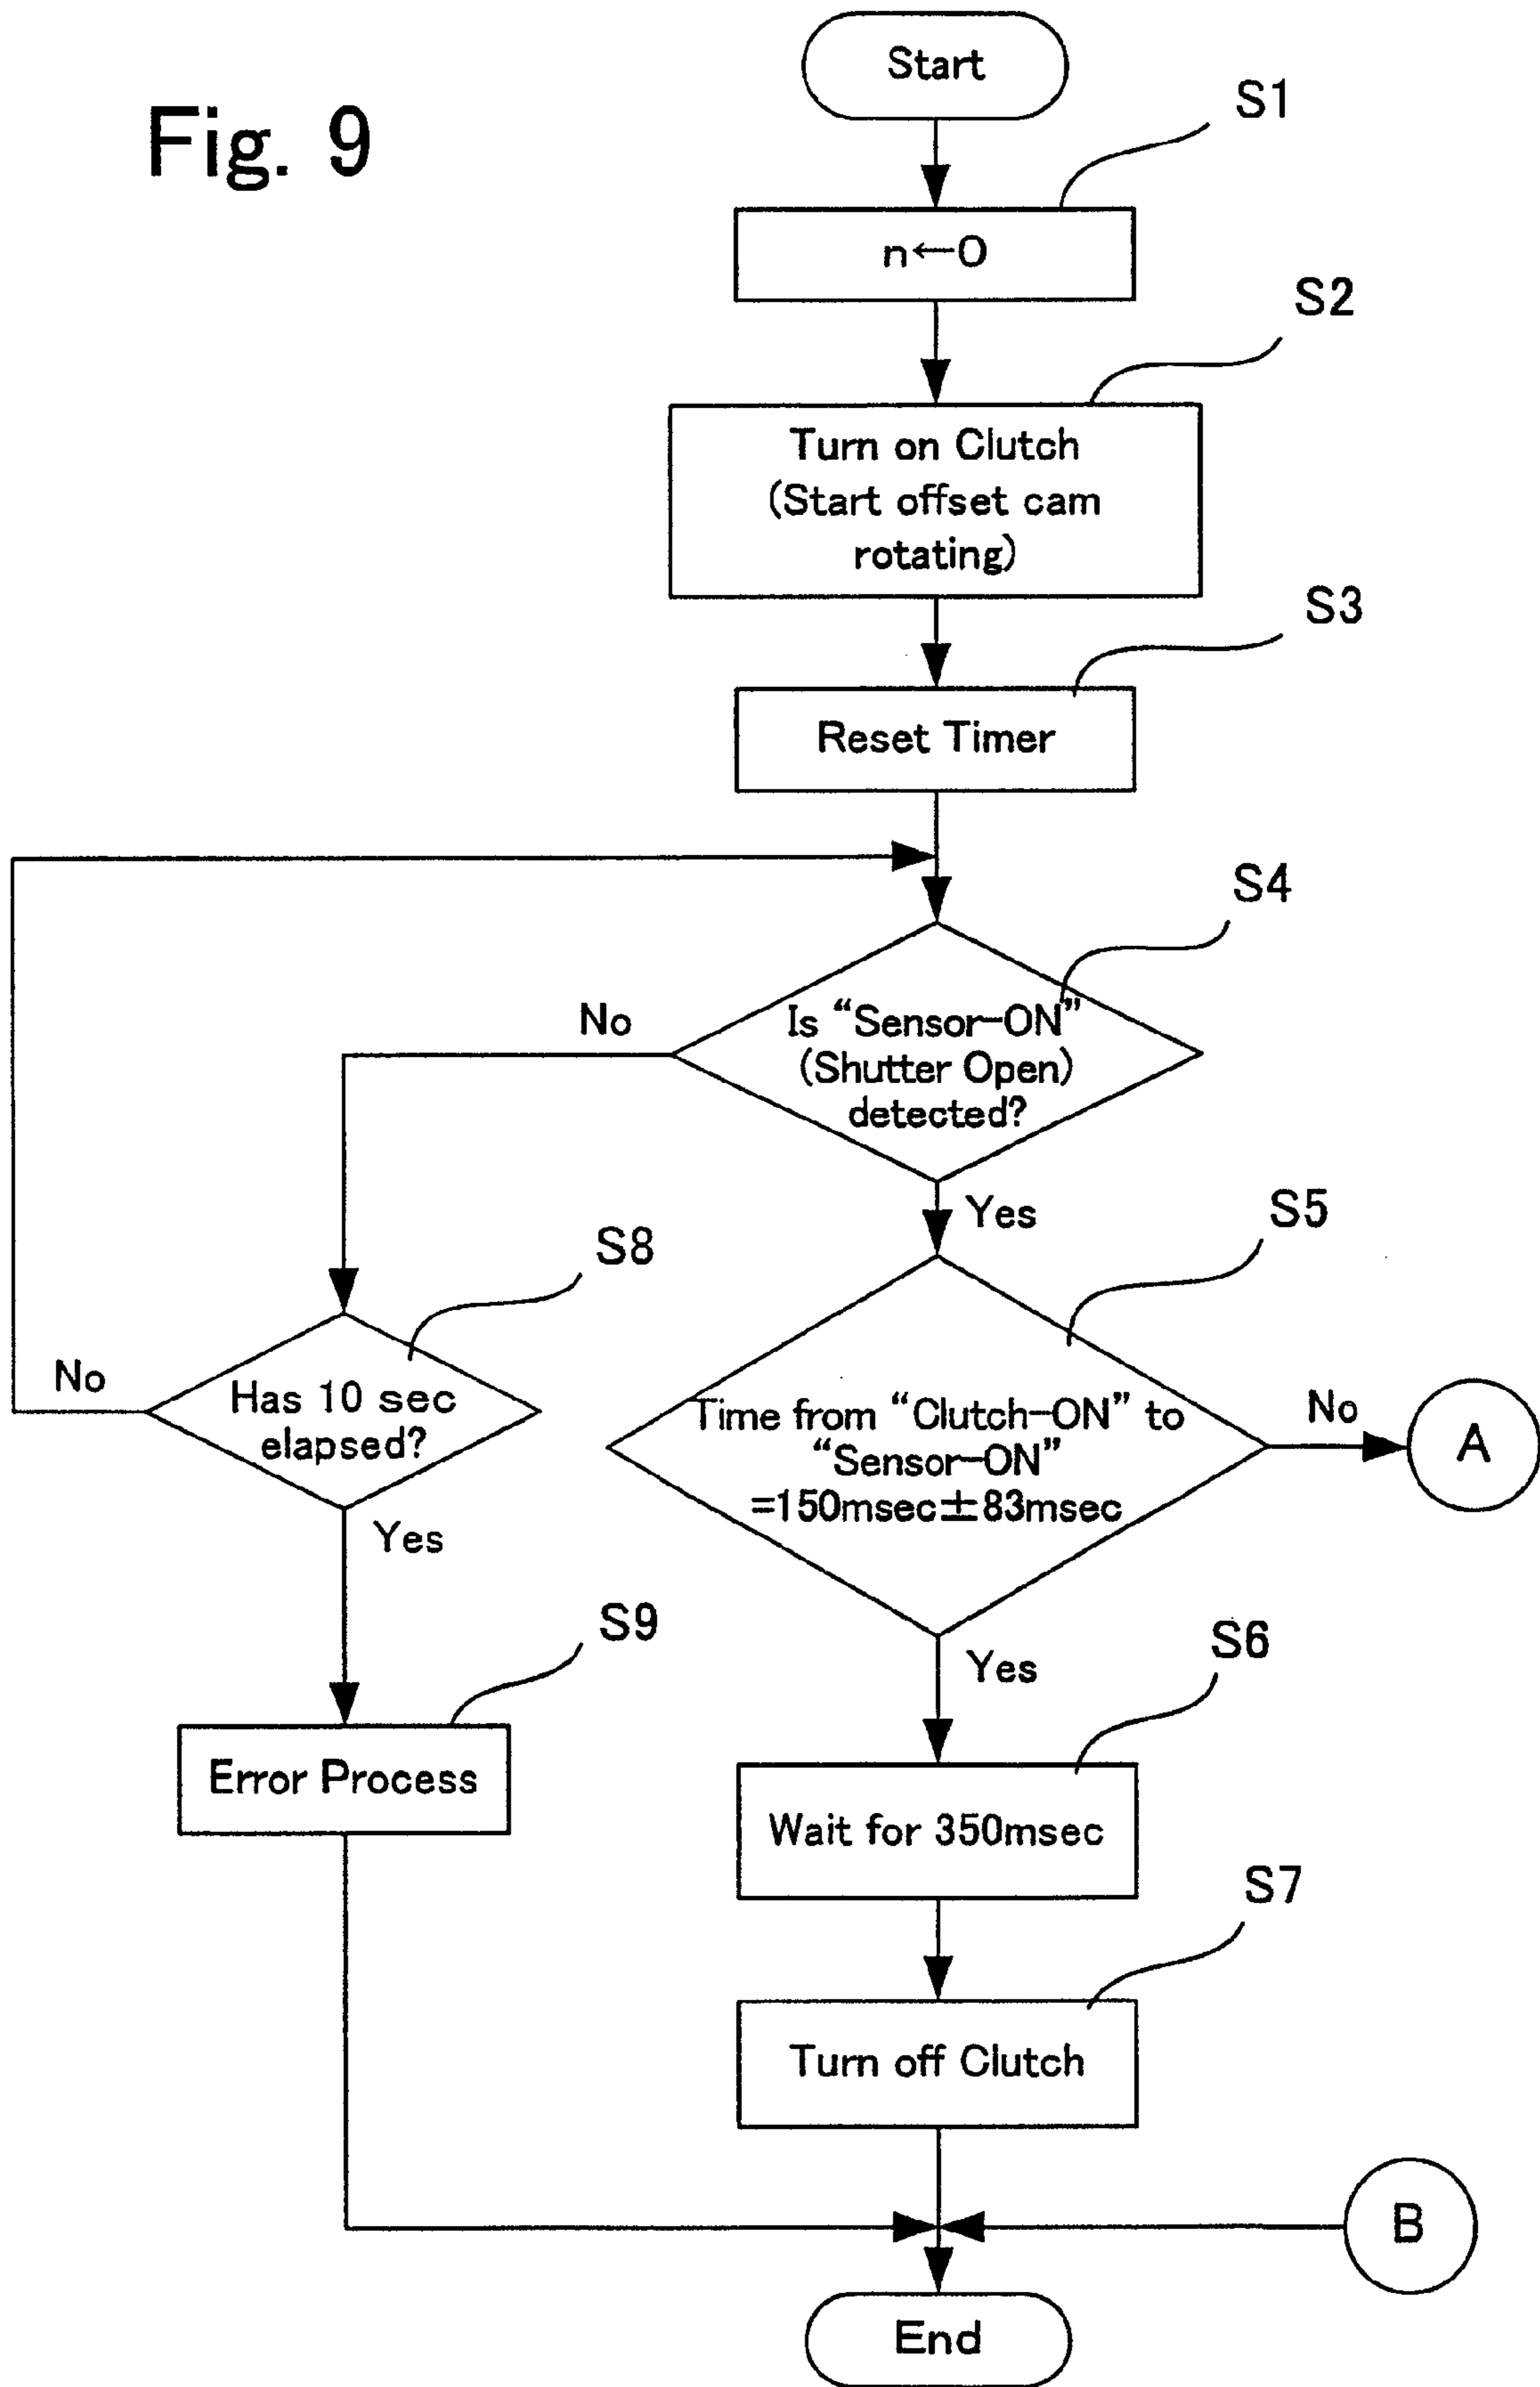 Fig. 9
Start
S1
n←0
S2
Turn on Clutch
(Start offset cam
rotating)
S3
Reset Timer
S4
Is “Sensor-ON”
(Shutter Open)
detected?
No
Yes
S5
Time from “Clutch-ON” to
“Sensor-ON”
=150msec±83msec
No
A
Yes
S8
Has 10 sec
elapsed?
No
Yes
S9
Error Process
S6
Wait for 350msec
S7
Turn off Clutch
B
End